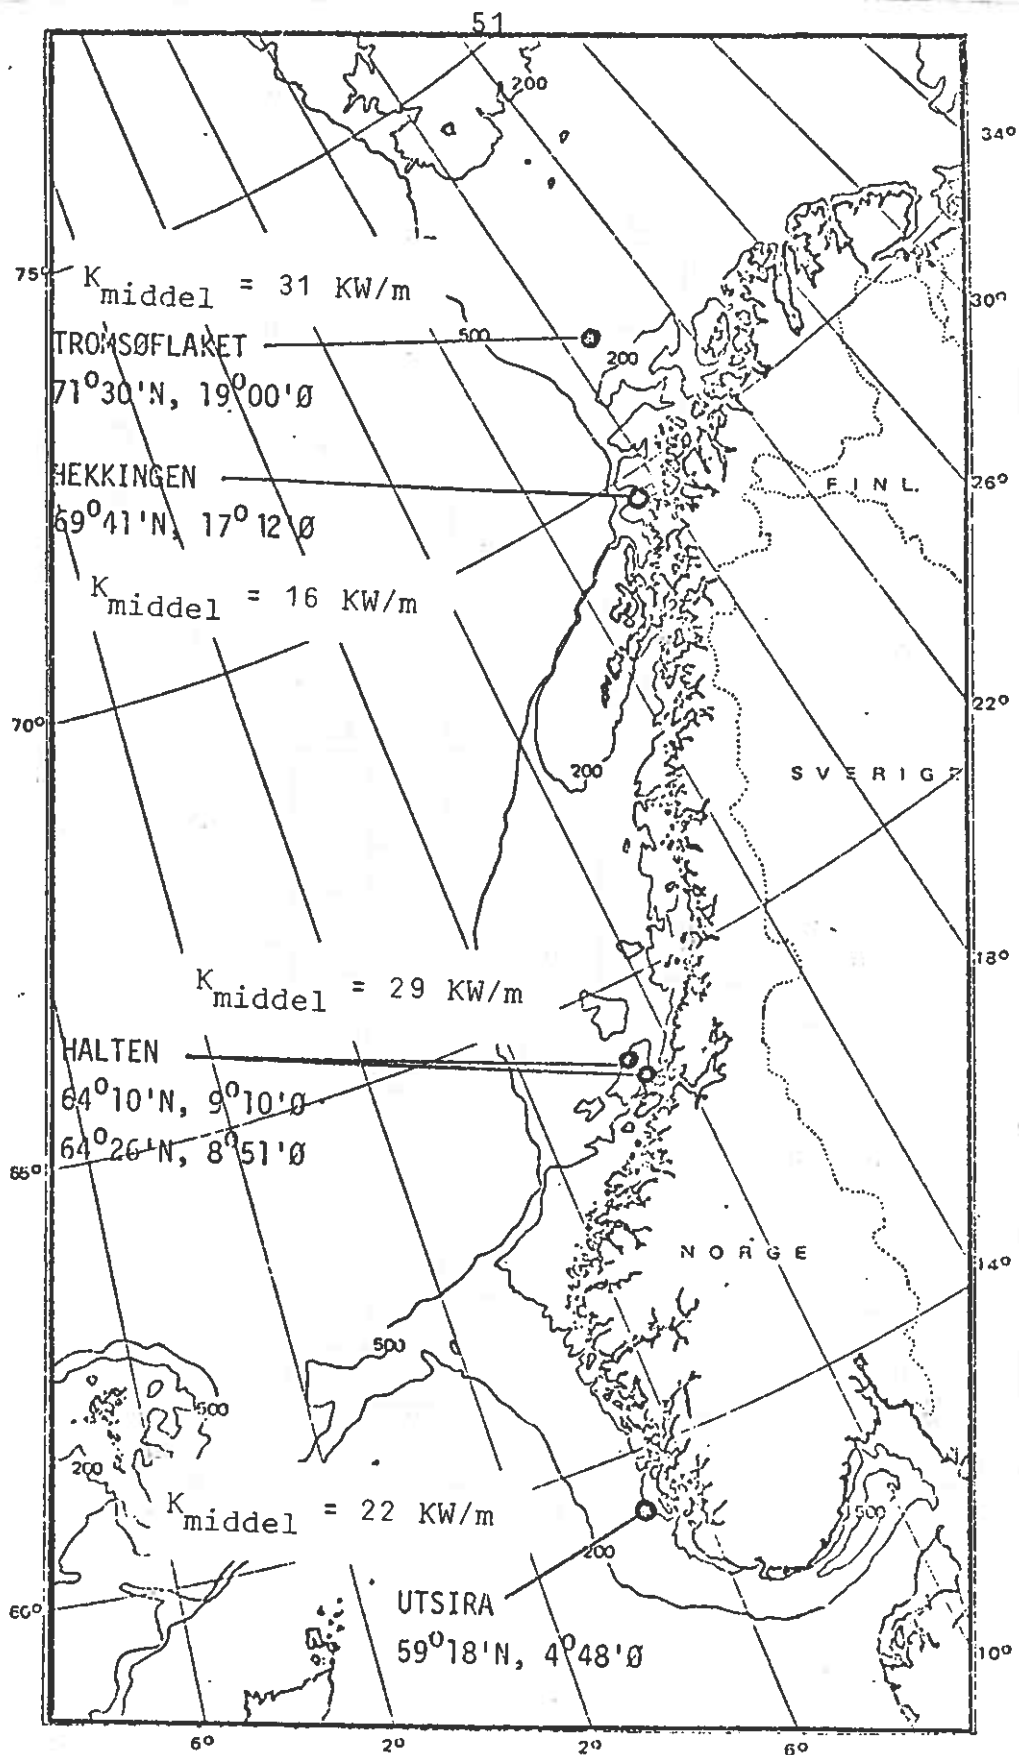 51
200
34°
75°
K middel = 31 KW/m
30°
TROMSØFLAKET
500
200
71°30'N, 19°00'Ø
HEKKINGEN
FINL.
26°
69°41'N, 17°12'Ø
K middel = 16 KW/m
70°
22°
200
SVERIGE
18°
K middel = 29 KW/m
HALTEN
64°10'N, 9°10'Ø
64°26'N, 8°51'Ø
65°
NORGE
14°
500
500
200
K middel = 22 KW/m
500
200
60°
UTSIRA
59°18'N, 4°48'Ø
10°
6°
2°
2°
6°